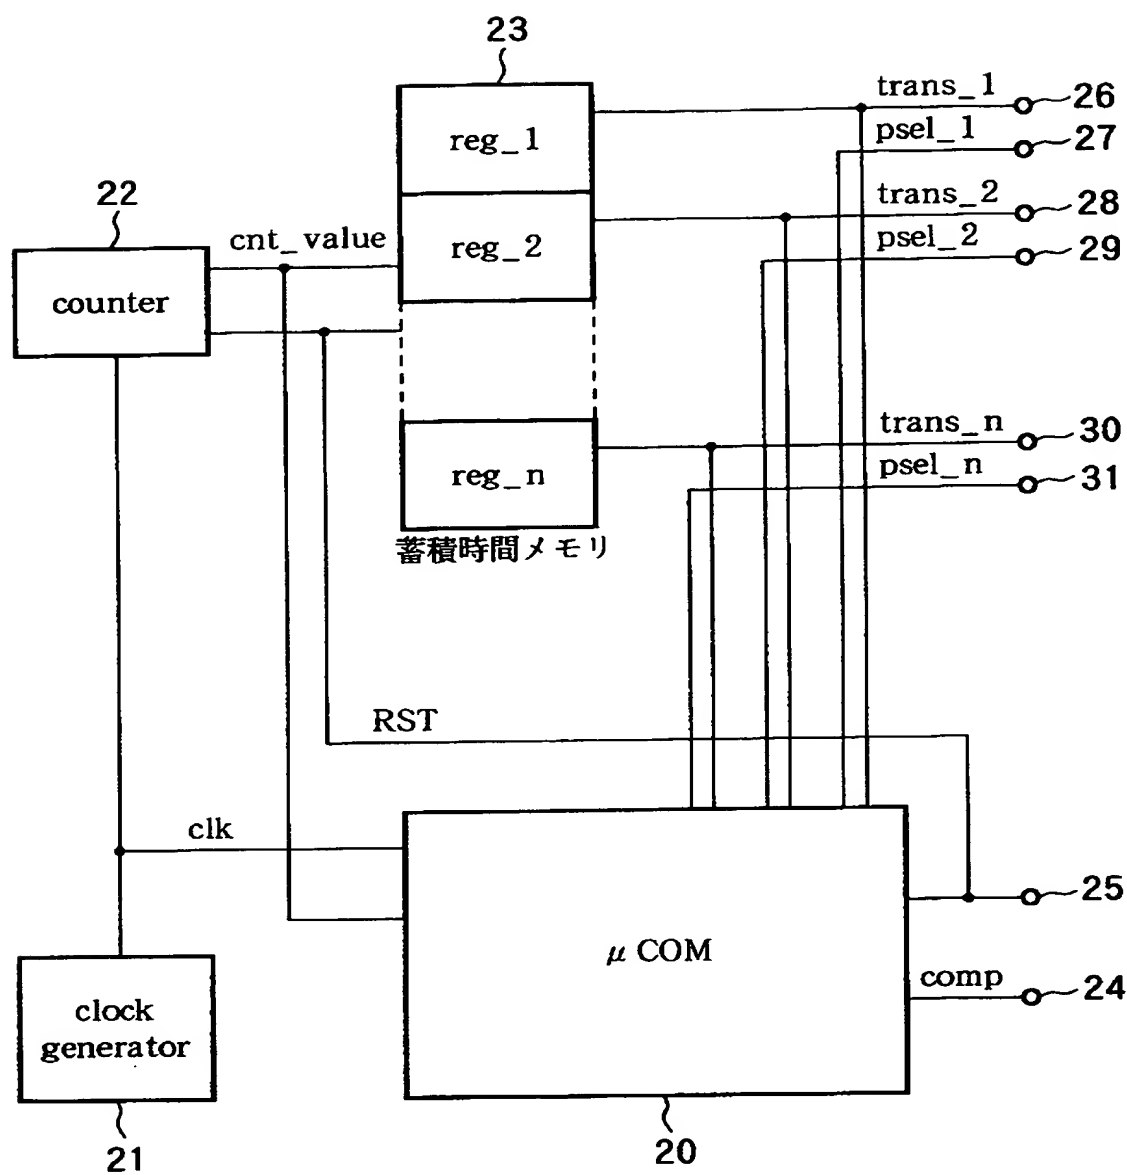 23
trans_1
26
reg_1
psel_1
27
22
trans_2
28
cnt_value
reg_2
psel_2
29
counter
trans_n
30
reg_n
psel_n
31
蓄積時間メモリ
RST
clk
25
μ COM
comp
24
clock
generator
21
20